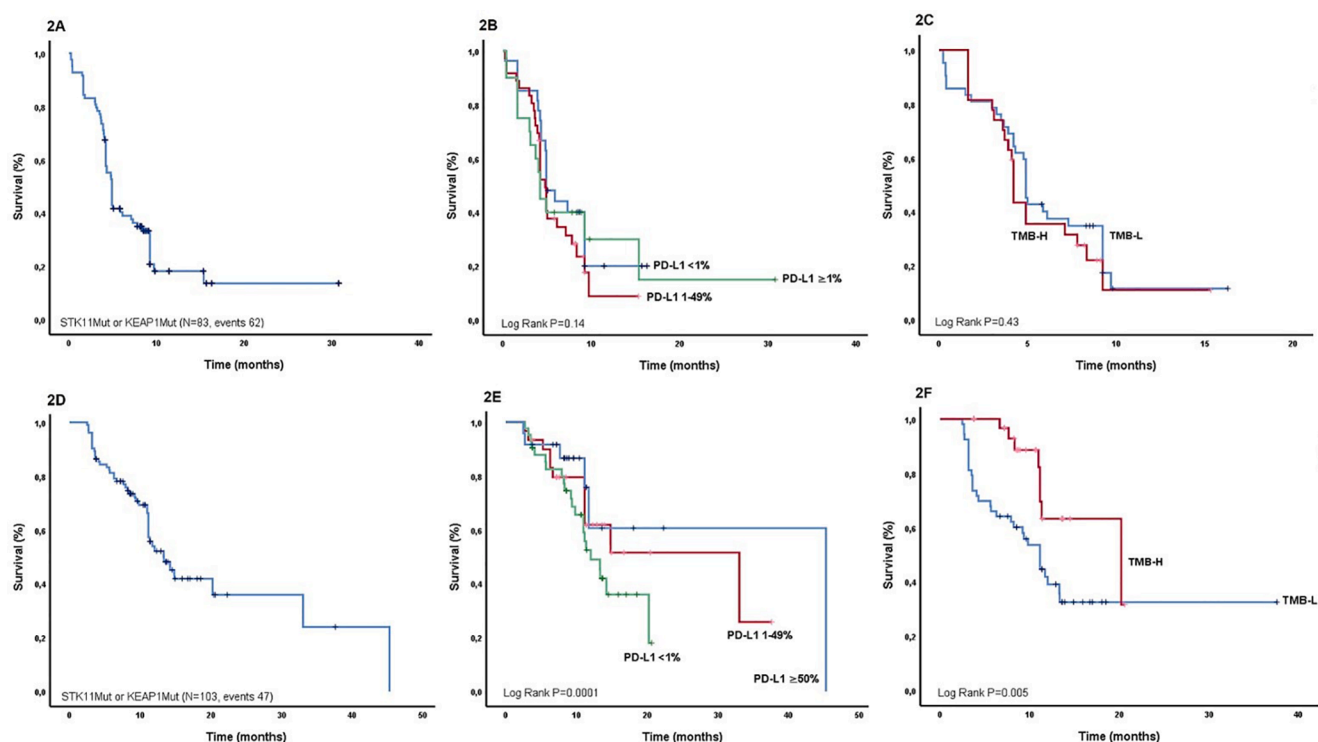 2A
Survival (%)
1,0
0,8
0,6
0,4
0,2
0,0
STK11Mut or KEAP1Mut (N=83, events 62)
0 10 20 30 40
Time (months)
2B
Survival (%)
1,0
0,8
0,6
0,4
0,2
0,0
PD-L1 <1%
PD-L1 ≥1%
PD-L1 1-49%
Log Rank P=0.14
0 10 20 30 40
Time (months)
2C
Survival (%)
1,0
0,8
0,6
0,4
0,2
0,0
TMB-H
TMB-L
Log Rank P=0.43
0 5 10 15 20
Time (months)
2D
Survival (%)
1,0
0,8
0,6
0,4
0,2
0,0
STK11Mut or KEAP1Mut (N=103, events 47)
0 10 20 30 40 50
Time (months)
2E
Survival (%)
1,0
0,8
0,6
0,4
0,2
0,0
PD-L1 1-49%
PD-L1 <1%
PD-L1 ≥50%
Log Rank P=0.0001
0 10 20 30 40 50
Time (months)
2F
Survival (%)
1,0
0,8
0,6
0,4
0,2
0,0
TMB-H
TMB-L
Log Rank P=0.005
0 10 20 30 40
Time (months)